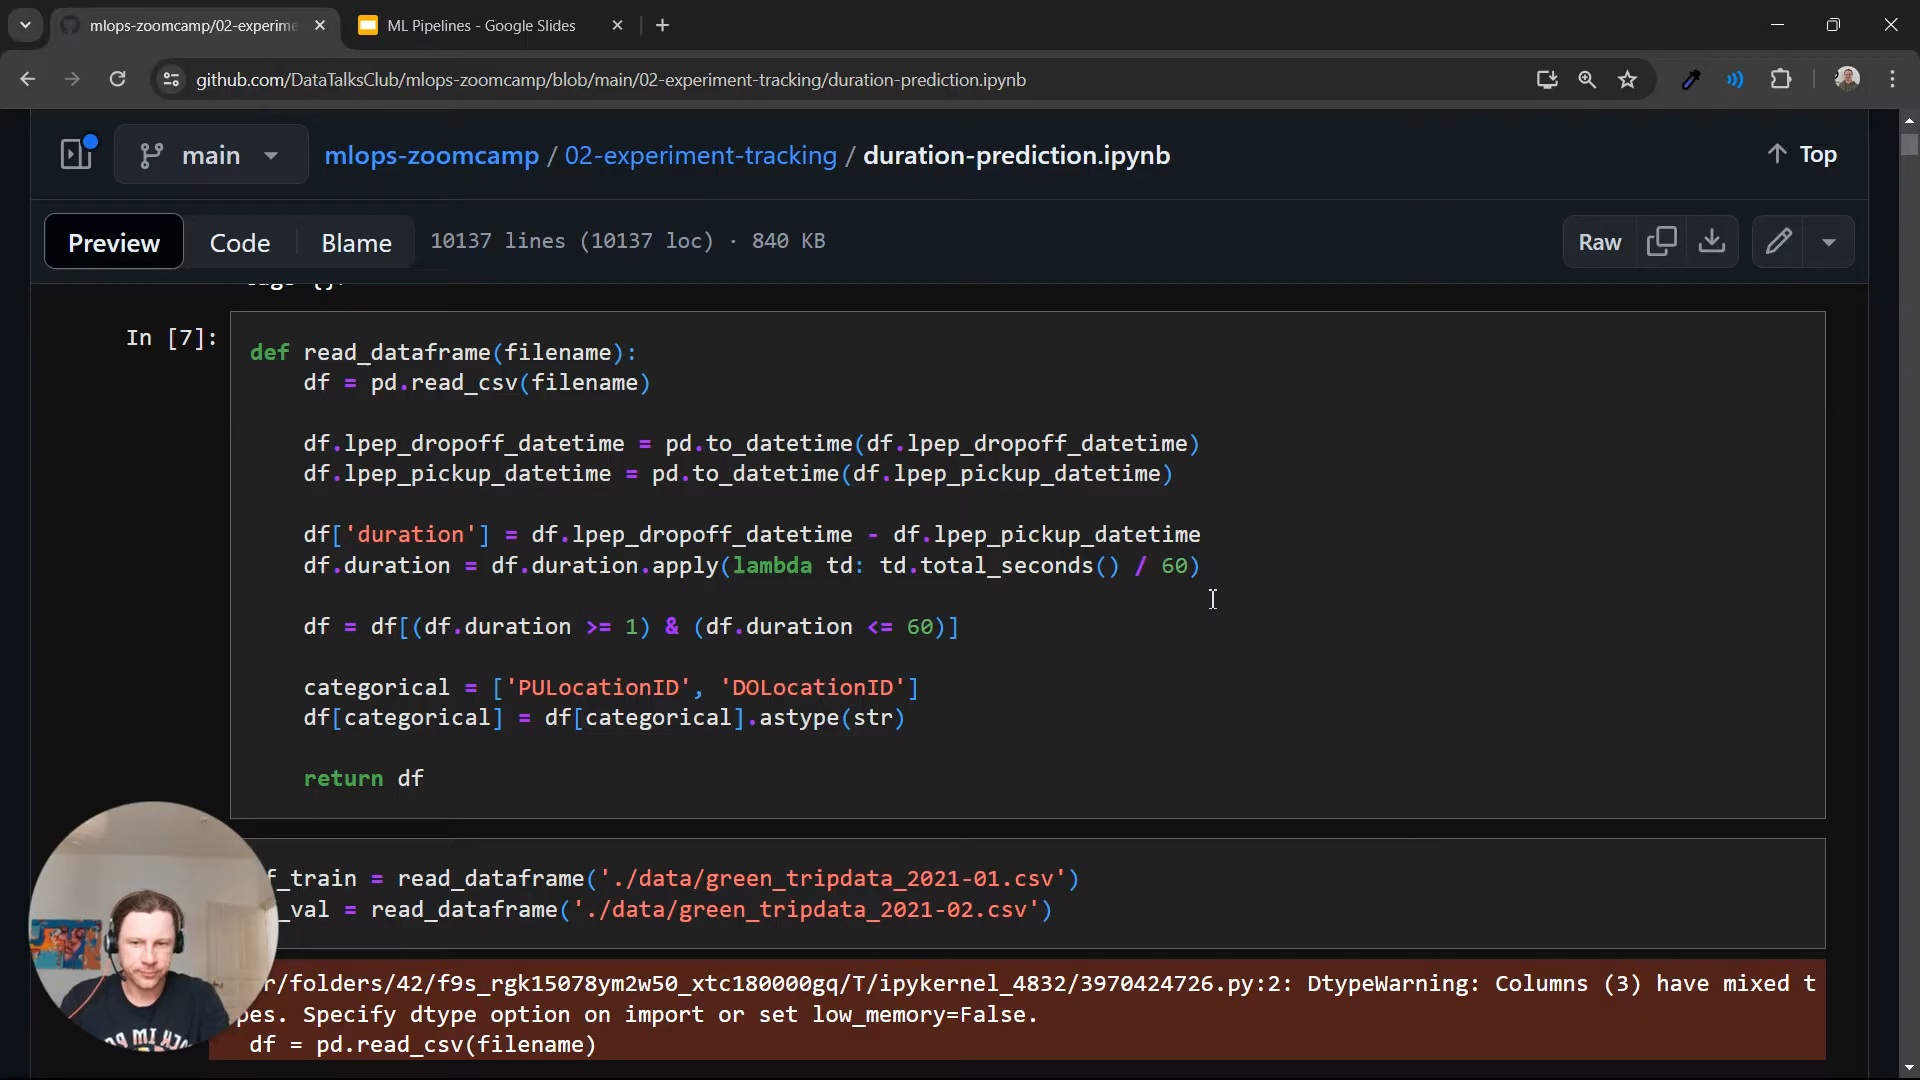 mlops-zoomcamp/02-experime
ML Pipelines - Google Slides
github.com/DataTalksClub/mlops-zoomcamp/blob/main/02-experiment-tracking/duration-prediction.ipynb
main
mlops-zoomcamp / 02-experiment-tracking / duration-prediction.ipynb
Top
Preview Code Blame 10137 lines (10137 loc) · 840 KB
Raw
In [7]:
def read_dataframe(filename):
    df = pd.read_csv(filename)
    df.lpep_dropoff_datetime = pd.to_datetime(df.lpep_dropoff_datetime)
    df.lpep_pickup_datetime = pd.to_datetime(df.lpep_pickup_datetime)
    df['duration'] = df.lpep_dropoff_datetime - df.lpep_pickup_datetime
    df.duration = df.duration.apply(lambda td: td.total_seconds() / 60)
    df = df[(df.duration >= 1) & (df.duration <= 60)]
    categorical = ['PULocationID', 'DOLocationID']
    df[categorical] = df[categorical].astype(str)
    return df
f_train = read_dataframe('./data/green_tripdata_2021-01.csv')
_val = read_dataframe('./data/green_tripdata_2021-02.csv')
r/folders/42/f9s_rgk15078ym2w50_xtc180000gq/T/ipykernel_4832/3970424726.py:2: DtypeWarning: Columns (3) have mixed t
pes. Specify dtype option on import or set low_memory=False.
df = pd.read_csv(filename)